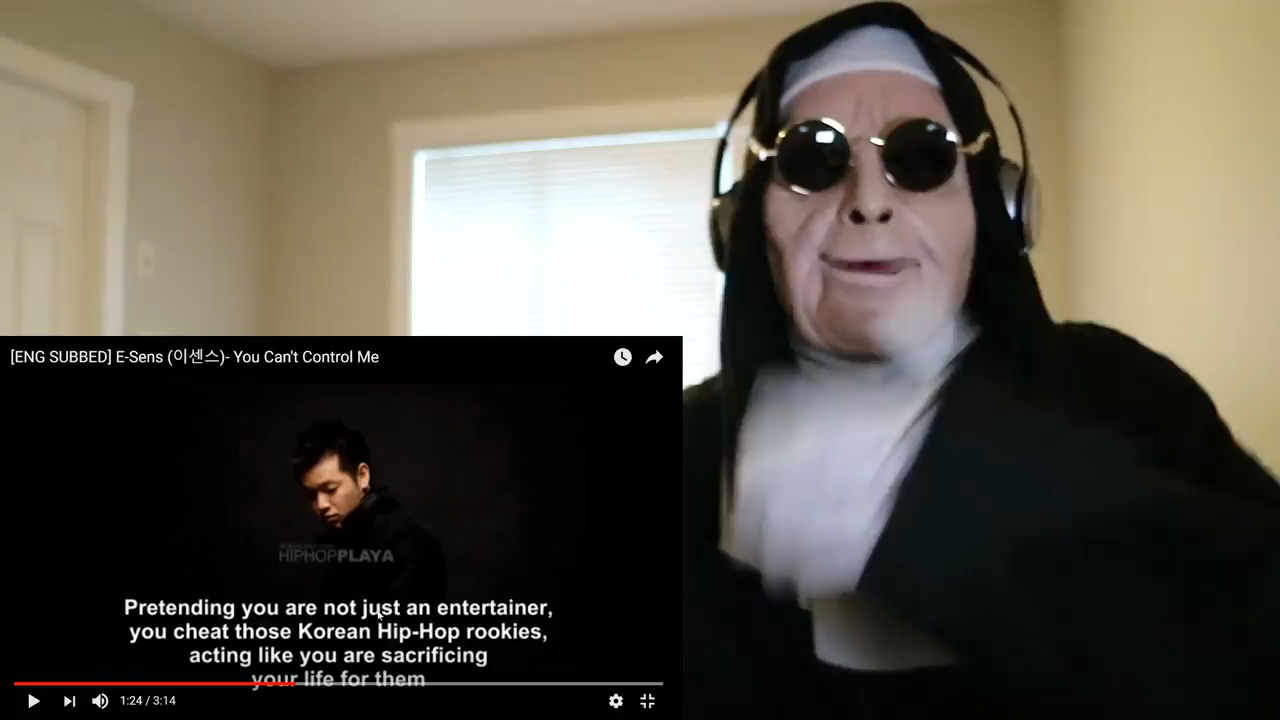 [ENG SUBBED] E-Sens (이센스)- You Can't Control Me
HIPHOPPLAYA
Pretending you are not just an entertainer,
you cheat those Korean Hip-Hop rookies,
acting like you are sacrificing
your life for them
1:24 / 3:14